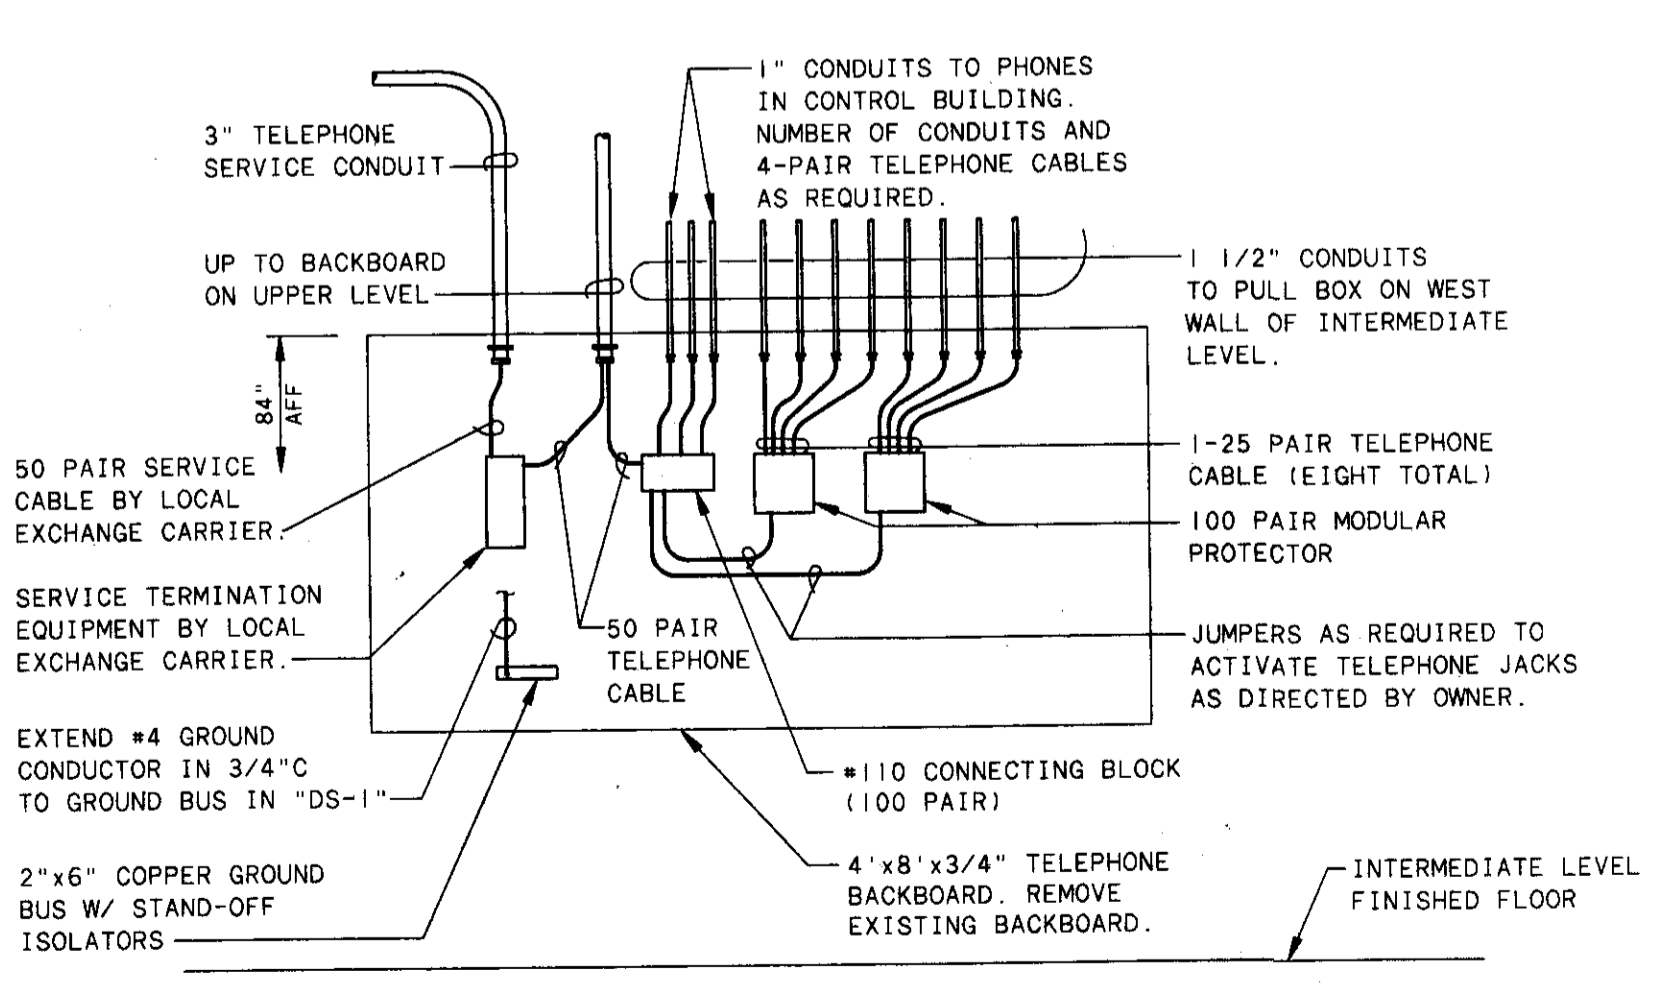 1" CONDUITS TO PHONES
IN CONTROL BUILDING.
NUMBER OF CONDUITS AND
4-PAIR TELEPHONE CABLES
AS REQUIRED.
3" TELEPHONE
SERVICE CONDUIT
UP TO BACKBOARD
ON UPPER LEVEL
1 1/2" CONDUITS
TO PULL BOX ON WEST
WALL OF INTERMEDIATE
LEVEL.
84"
AFF
50 PAIR SERVICE
CABLE BY LOCAL
EXCHANGE CARRIER.
1-25 PAIR TELEPHONE
CABLE (EIGHT TOTAL)
100 PAIR MODULAR
PROTECTOR
SERVICE TERMINATION
EQUIPMENT BY LOCAL
EXCHANGE CARRIER.
50 PAIR
TELEPHONE
CABLE
JUMPERS AS REQUIRED TO
ACTIVATE TELEPHONE JACKS
AS DIRECTED BY OWNER.
EXTEND #4 GROUND
CONDUCTOR IN 3/4"C
TO GROUND BUS IN "DS-1"
#110 CONNECTING BLOCK
(100 PAIR)
2"x6" COPPER GROUND
BUS W/ STAND-OFF
ISOLATORS
4'x8'x3/4" TELEPHONE
BACKBOARD. REMOVE
EXISTING BACKBOARD.
INTERMEDIATE LEVEL
FINISHED FLOOR